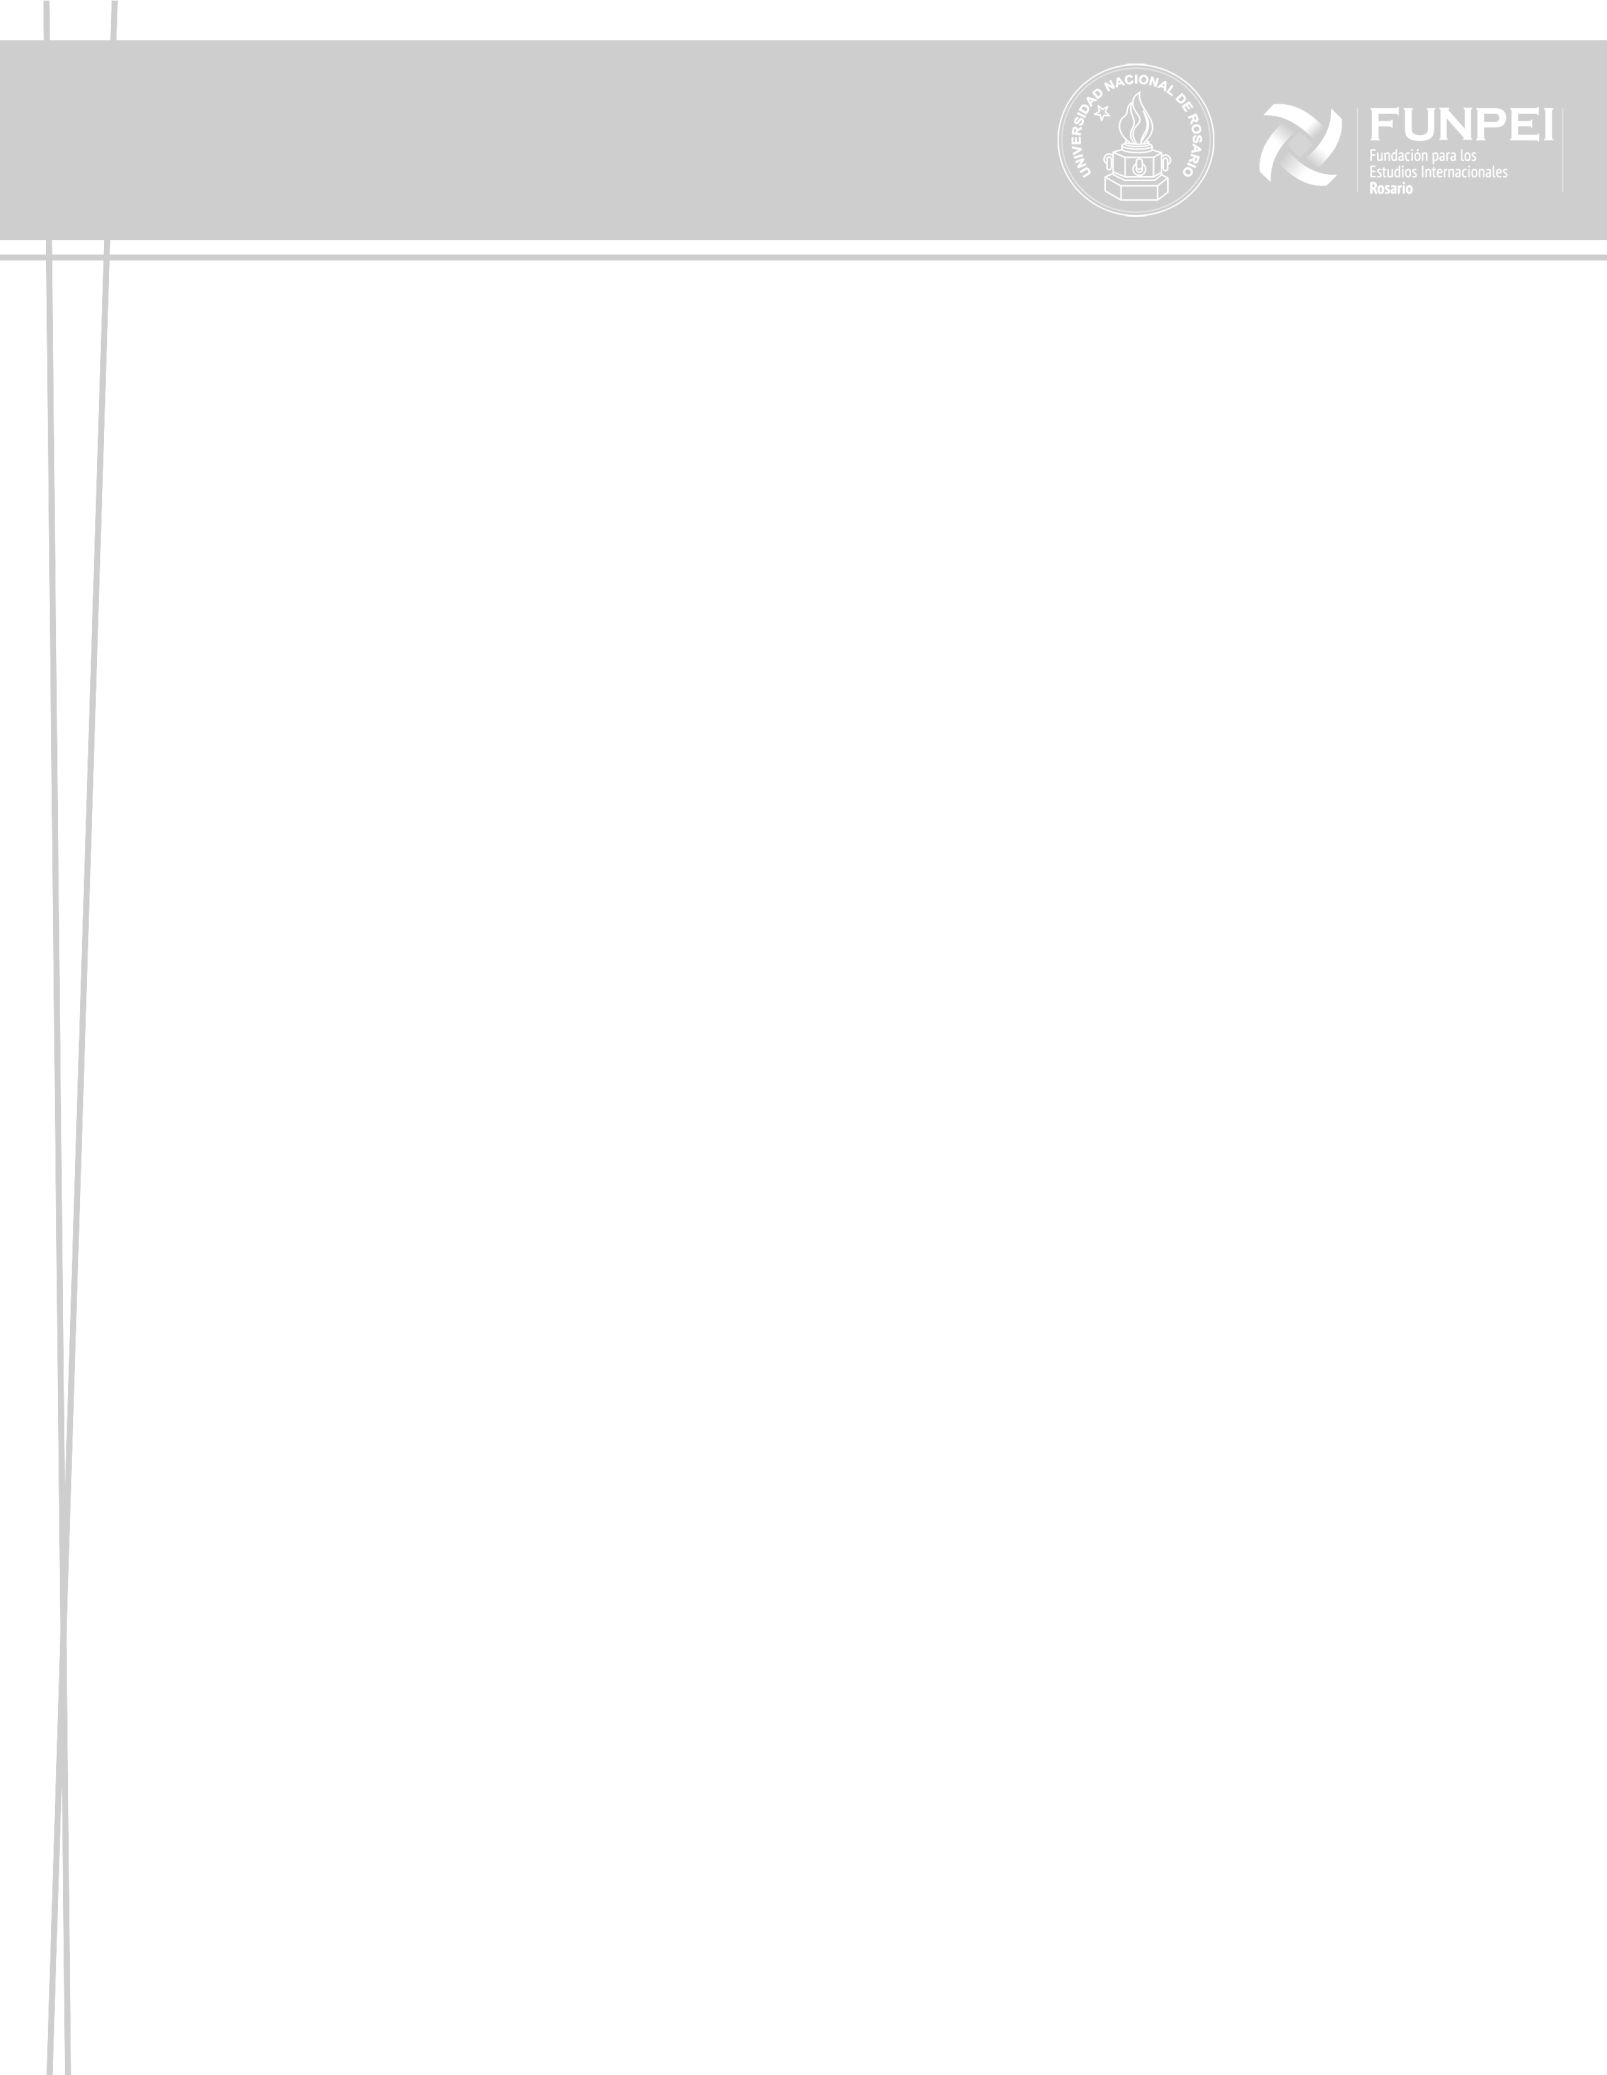 UNIVERSIDAD NACIONAL DE ROSARIO
FUNPEI
Fundación para los
Estudios Internacionales
Rosario